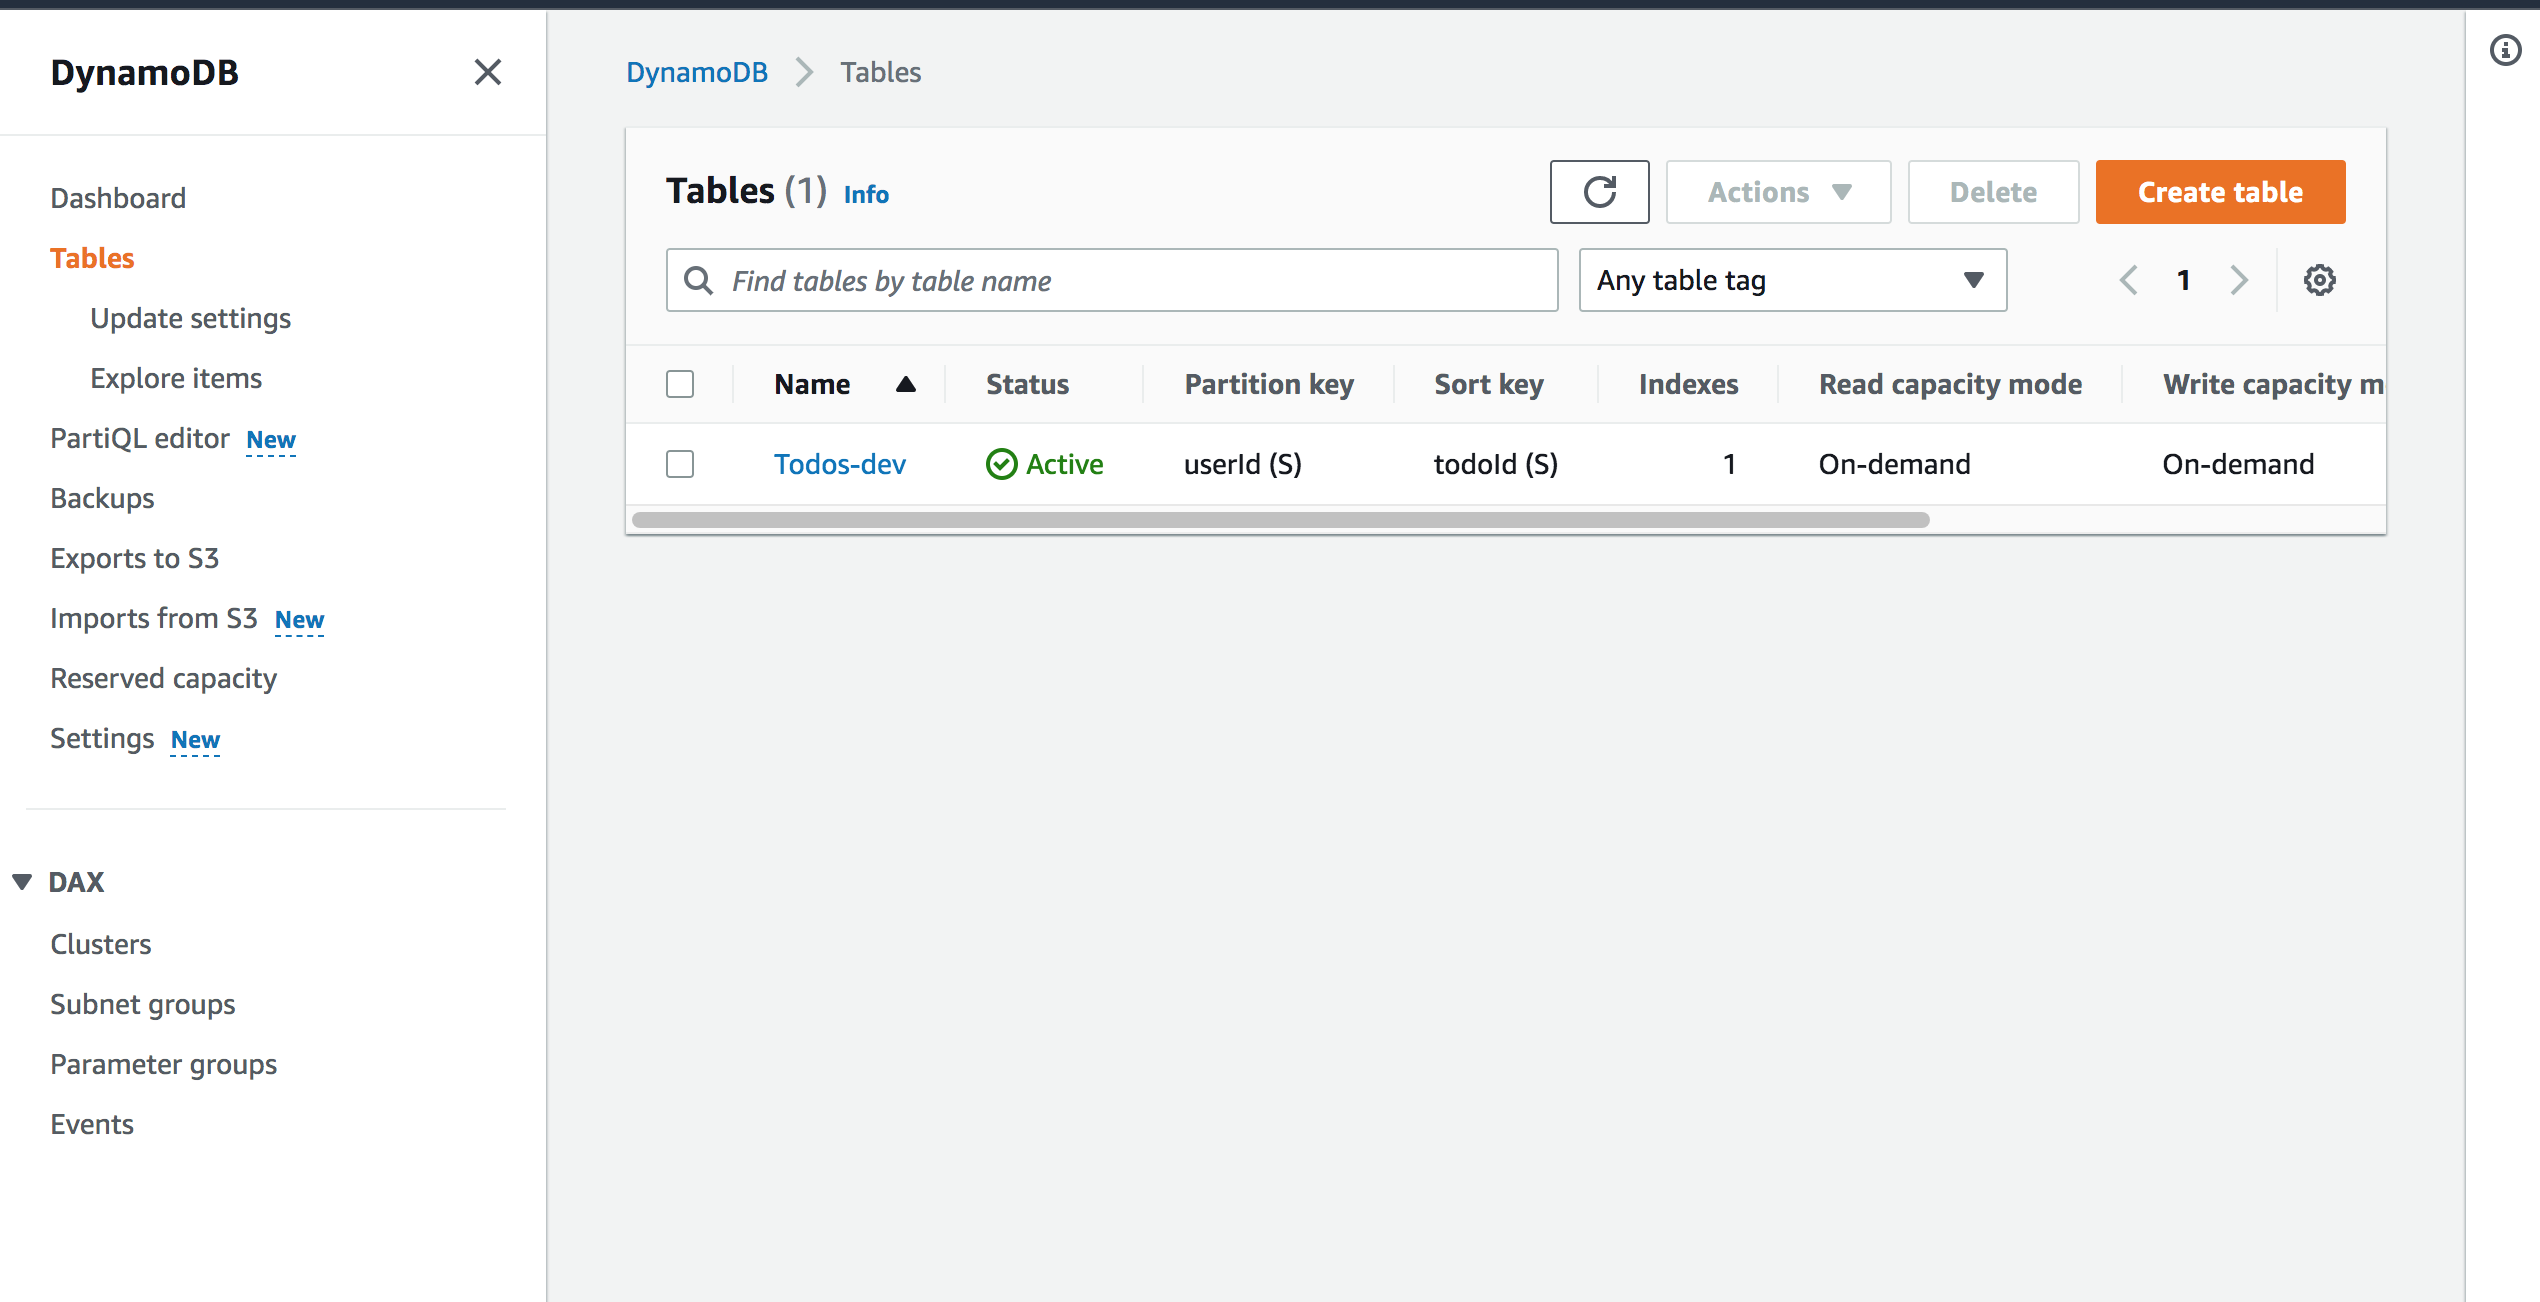 DynamoDB
Dashboard
Tables
Update settings
Explore items
PartiQL editor New
Backups
Exports to S3
Imports from S3 New
Reserved capacity
Settings New
DAX
Clusters
Subnet groups
Parameter groups
Events
DynamoDB Tables
Tables (1) Info
Actions Delete Create table
Find tables by table name Any table tag 1
Name Status Partition key Sort key Indexes Read capacity mode Write capacity m
Todos-dev Active userId (S) todoId (S) 1 On-demand On-demand